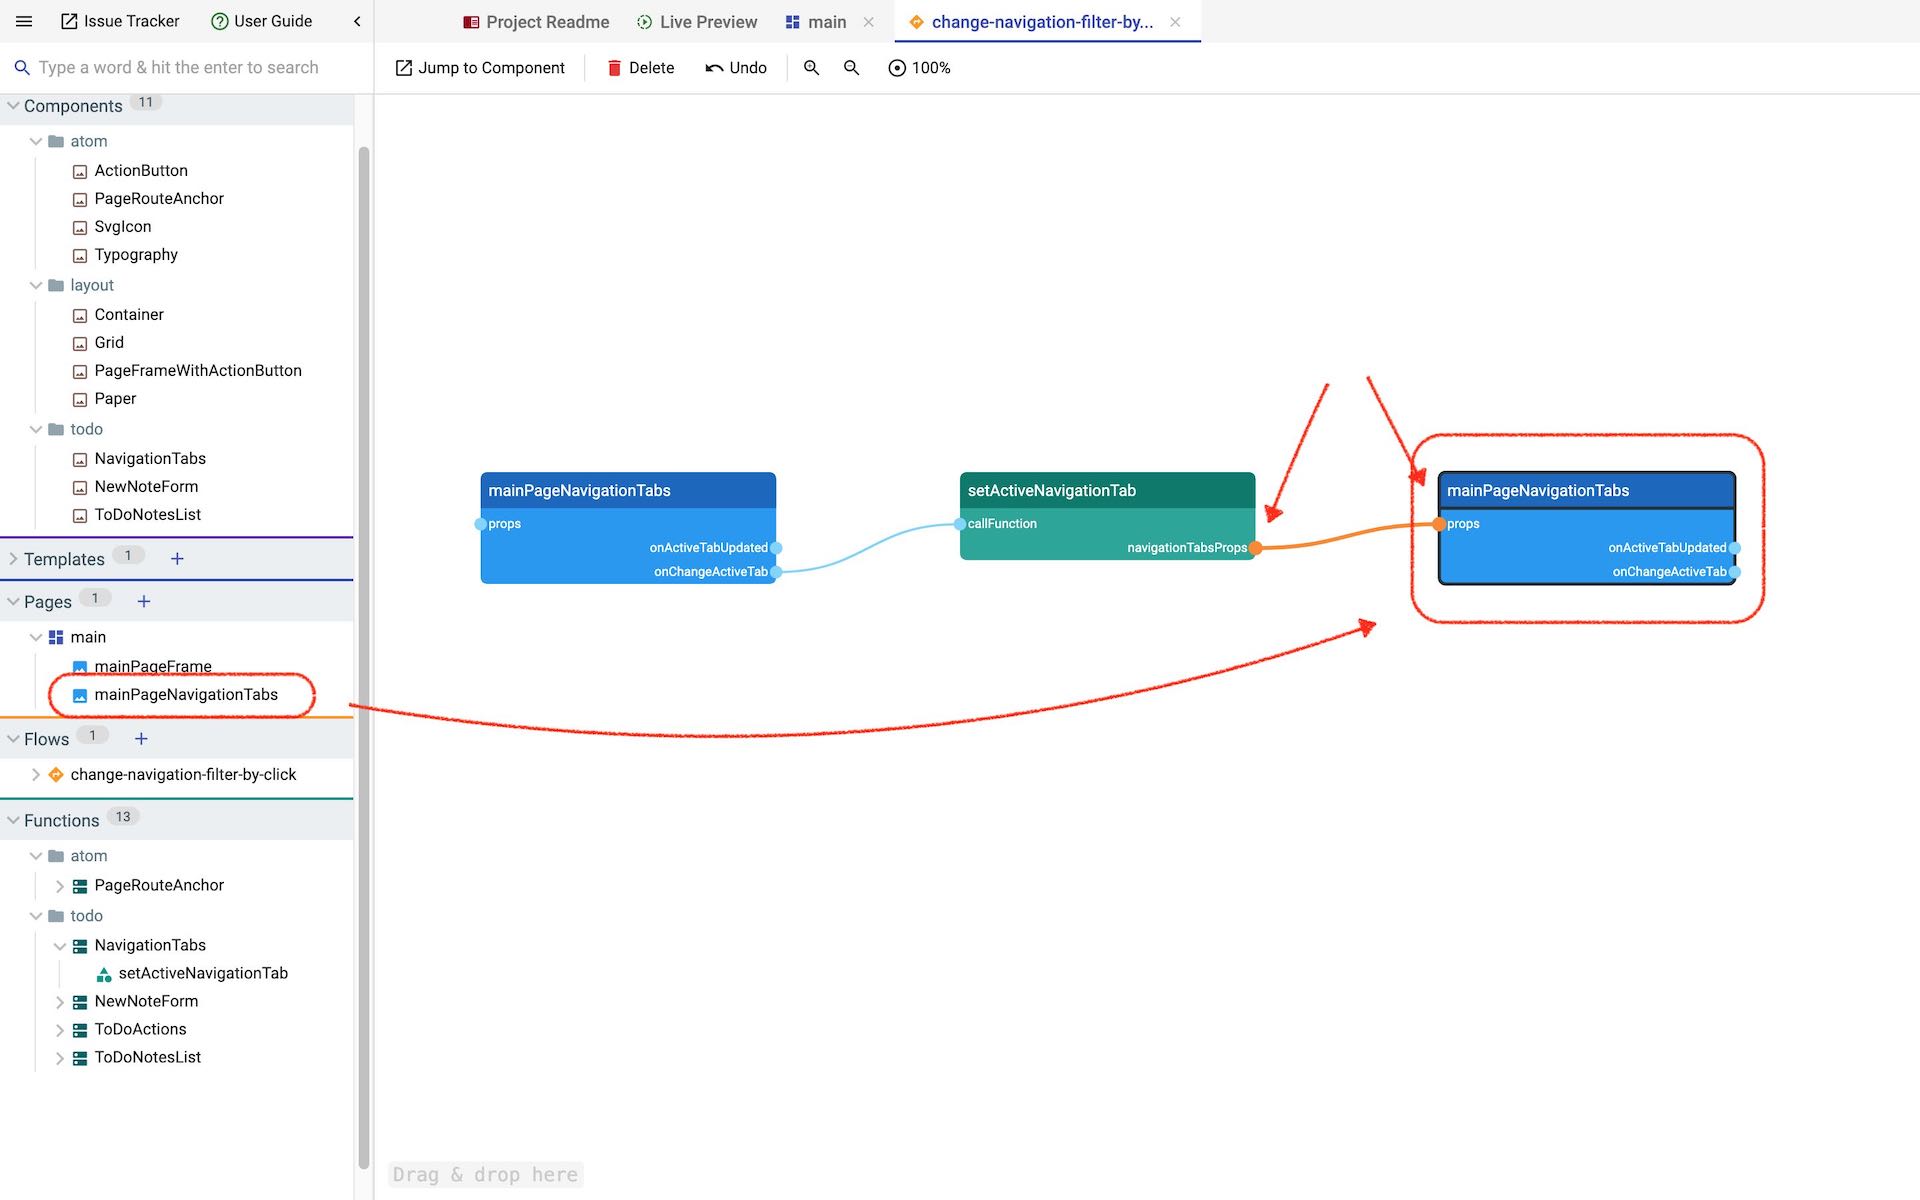 Issue Tracker User Guide Project Readme Live Preview main change-navigation-filter-by...
Type a word & hit the enter to search Jump to Component Delete Undo 100%
Components 11
atom
ActionButton
PageRouteAnchor
SvgIcon
Typography
layout
Container
Grid
PageFrameWithActionButton
Paper
todo
NavigationTabs
NewNoteForm
ToDoNotesList
Templates 1
Pages 1
main
mainPageFrame
mainPageNavigationTabs
Flows 1
change-navigation-filter-by-click
Functions 13
atom
PageRouteAnchor
todo
NavigationTabs
setActiveNavigationTab
NewNoteForm
ToDoActions
ToDoNotesList
mainPageNavigationTabs
props
onActiveTabUpdated
onChangeActiveTab
setActiveNavigationTab
callFunction
navigationTabsProps
mainPageNavigationTabs
props
onActiveTabUpdated
onChangeActiveTab
Drag & drop here